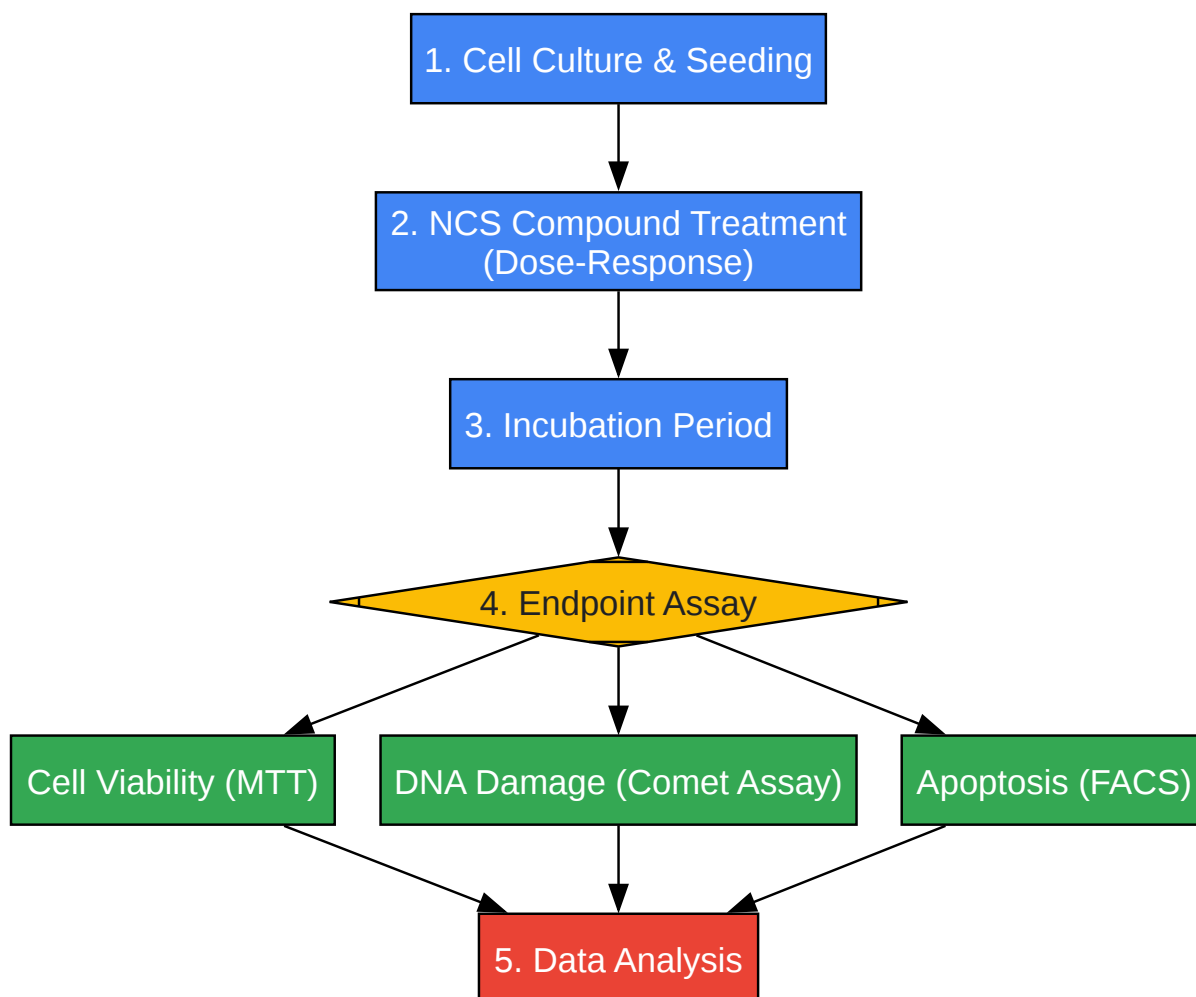 1. Cell Culture & Seeding
2. NCS Compound Treatment
(Dose-Response)
3. Incubation Period
4. Endpoint Assay
Cell Viability (MTT)
DNA Damage (Comet Assay)
Apoptosis (FACS)
5. Data Analysis